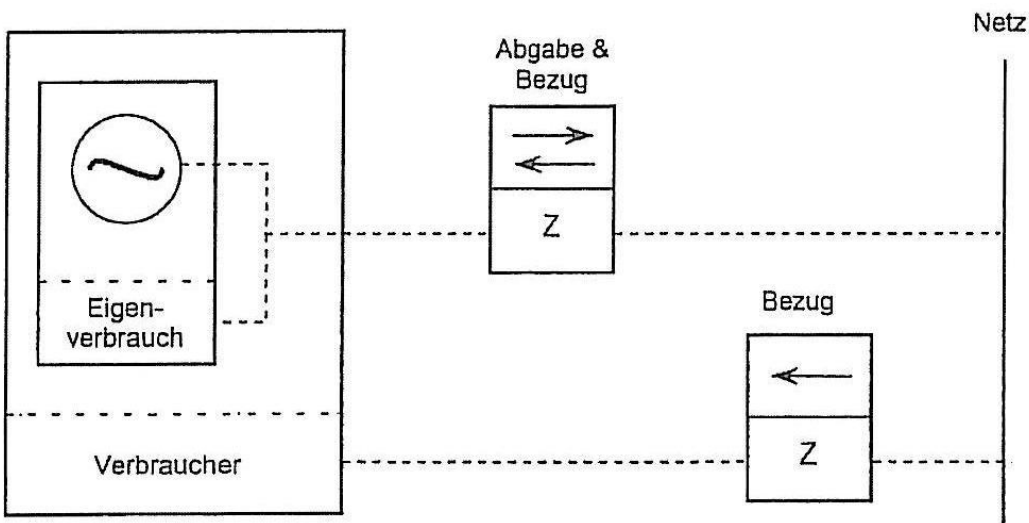 Netz
Abgabe &
Bezug
Z
Eigen-
verbrauch
Bezug
Z
Verbraucher